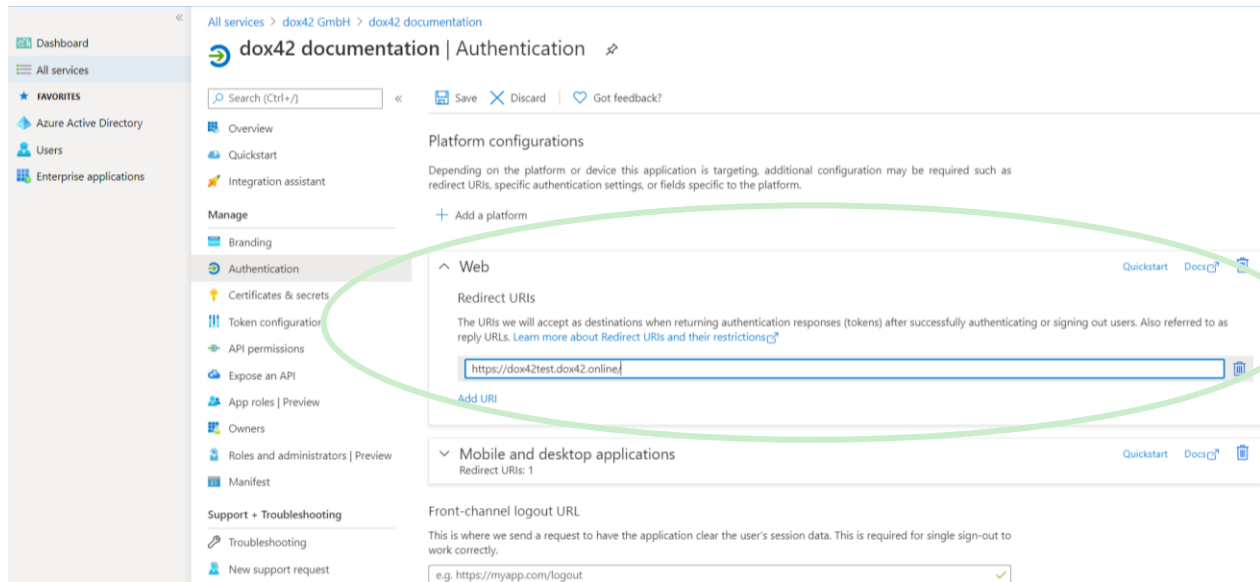 «
Dashboard
All services
FAVORITES
Azure Active Directory
Users
Enterprise applications
All services > dox42 GmbH > dox42 documentation
dox42 documentation | Authentication
Search (Ctrl+/)
«
Overview
Quickstart
Integration assistant
Manage
Branding
Authentication
Certificates & secrets
Token configuration
API permissions
Expose an API
App roles | Preview
Owners
Roles and administrators | Preview
Manifest
Support + Troubleshooting
Troubleshooting
New support request
Save Discard Got feedback?
Platform configurations
Depending on the platform or device this application is targeting, additional configuration may be required such as
redirect URIs, specific authentication settings, or fields specific to the platform.
+ Add a platform
Web Quickstart Docs
Redirect URIs
The URIs we will accept as destinations when returning authentication responses (tokens) after successfully authenticating or signing out users. Also referred to as
reply URLs. Learn more about Redirect URIs and their restrictions
https://dox42test.dox42.online/
Add URI
Mobile and desktop applications Quickstart Docs
Redirect URIs: 1
Front-channel logout URL
This is where we send a request to have the application clear the user's session data. This is required for single sign-out to
work correctly.
e.g. https://myapp.com/logout